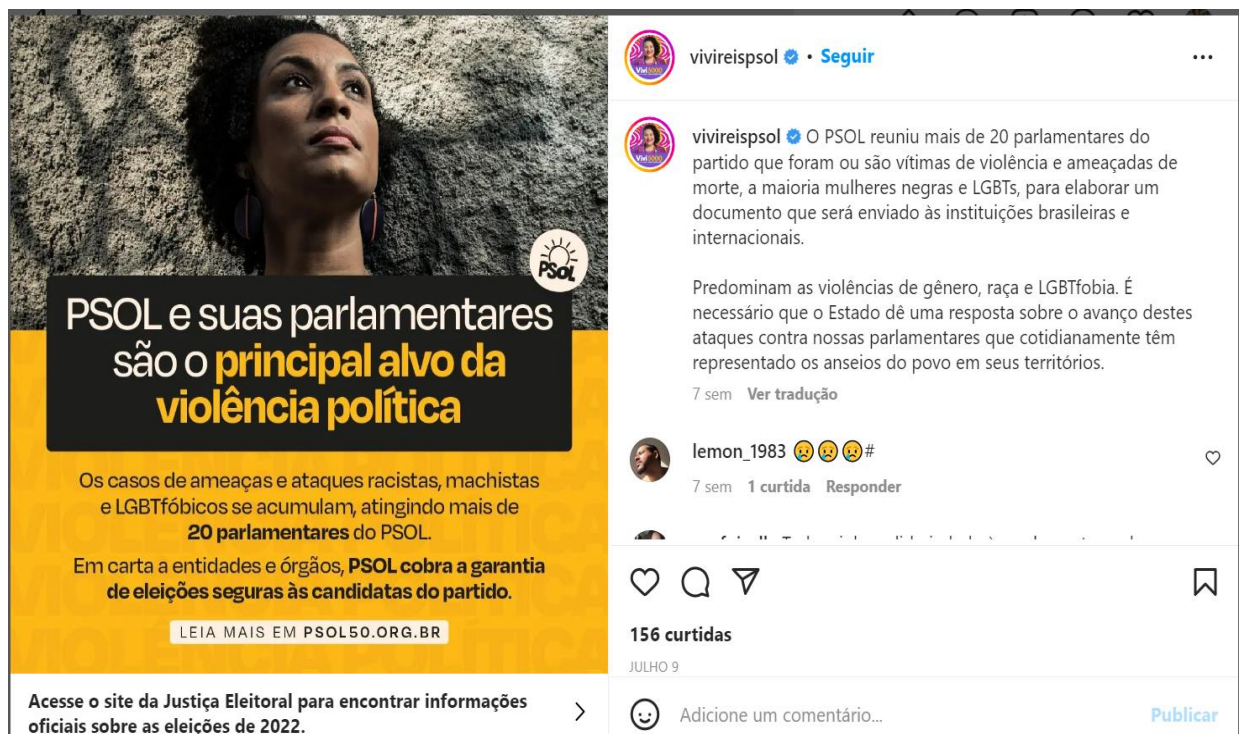 PSOL
PSOL e suas parlamentares
são o principal alvo da
violência política
Os casos de ameaças e ataques racistas, machistas
e LGBTfóbicos se acumulam, atingindo mais de
20 parlamentares do PSOL.
Em carta a entidades e órgãos, PSOL cobra a garantia
de eleições seguras às candidatas do partido.
LEIA MAIS EM PSOL50.ORG.BR
VIOLÊNCIA POLÍTICA
Acesse o site da Justiça Eleitoral para encontrar informações
oficiais sobre as eleições de 2022.
vivireispsol • Seguir
vivireispsol O PSOL reuniu mais de 20 parlamentares do
partido que foram ou são vítimas de violência e ameaçadas de
morte, a maioria mulheres negras e LGBTs, para elaborar um
documento que será enviado às instituições brasileiras e
internacionais.
Predominam as violências de gênero, raça e LGBTfobia. É
necessário que o Estado dê uma resposta sobre o avanço destes
ataques contra nossas parlamentares que cotidianamente têm
representado os anseios do povo em seus territórios.
7 sem Ver tradução
lemon_1983 😢😢😢#
7 sem 1 curtida Responder
156 curtidas
JULHO 9
Adicione um comentário...
Publicar